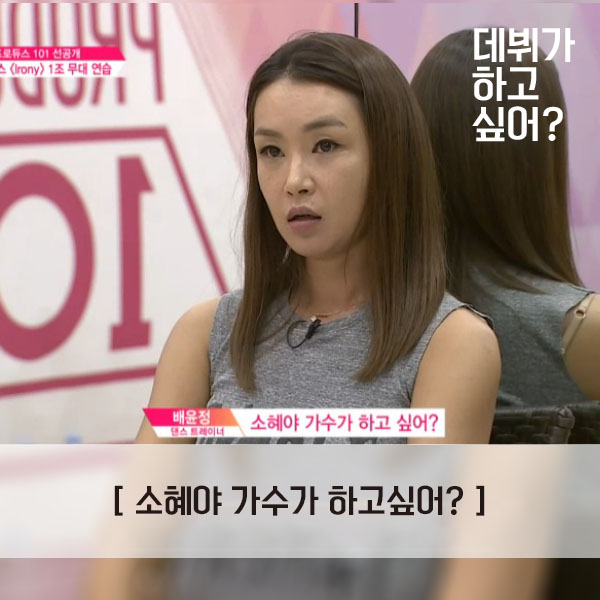 프로듀스 101 선공개
<Irony> 1조 무대 연습
데뷔가
하고
싶어?
101
배윤정
댄스 트레이너
소혜야 가수가 하고 싶어?
[ 소혜야 가수가 하고싶어? ]